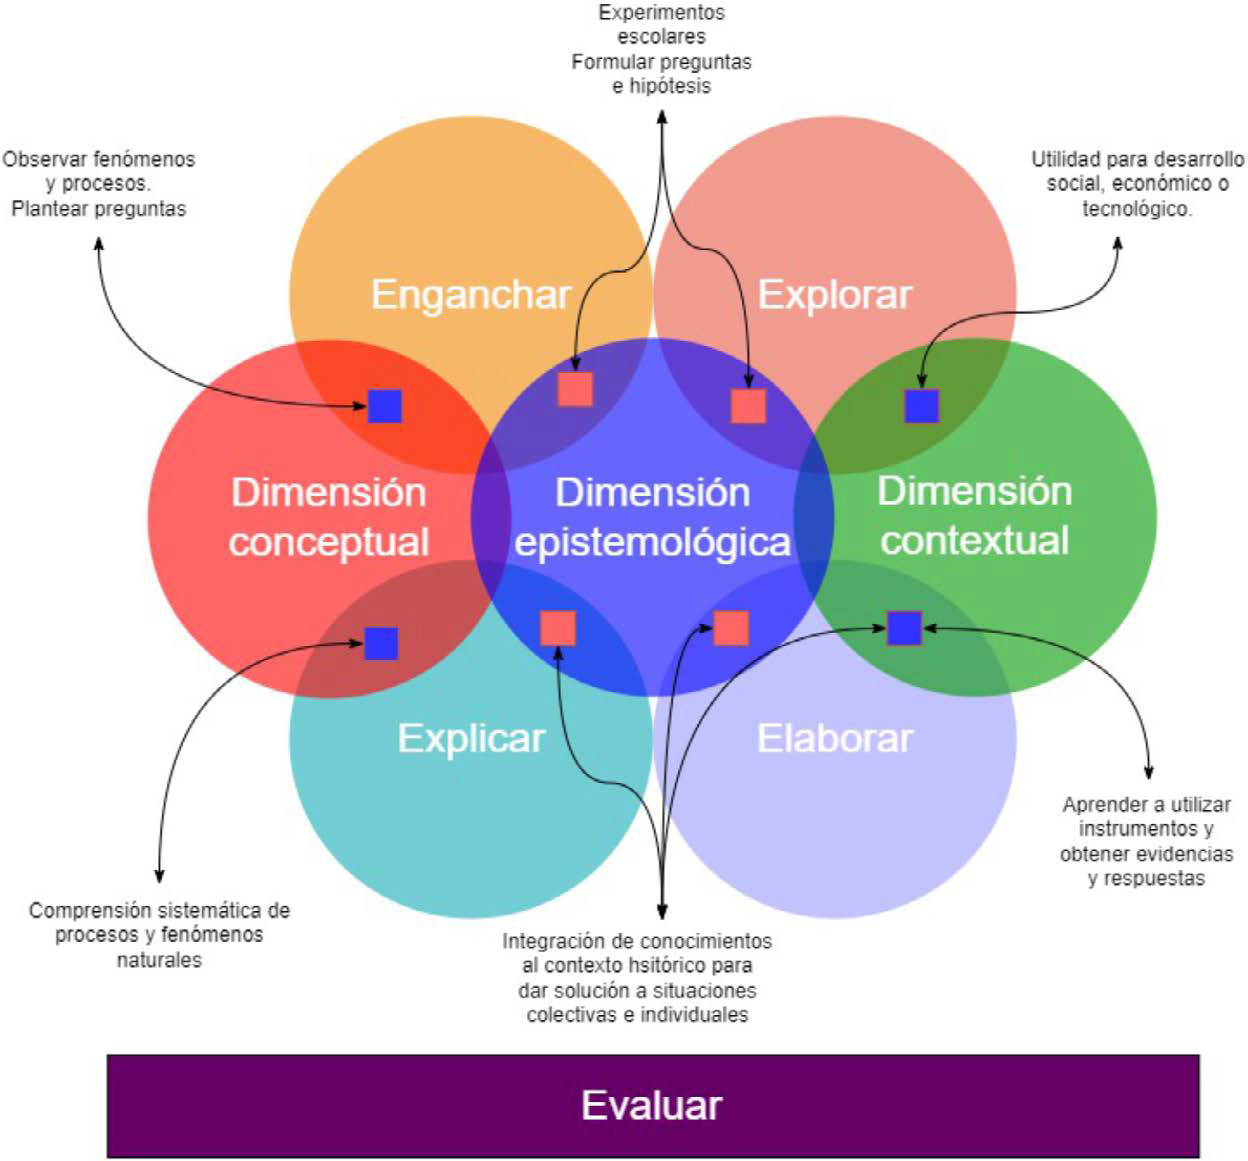 Experimentos
escolares
Formular preguntas
e hipótesis
Observar fenómenos
y procesos.
Plantear preguntas
Utilidad para desarrollo
social, económico o
tecnológico.
Enganchar
Explorar
Dimensión
conceptual
Dimensión
epistemológica
Dimensión
contextual
Explicar
Elaborar
Aprender a utilizar
instrumentos y
obtener evidencias
y respuestas
Comprensión sistemática de
procesos y fenómenos
naturales
Integración de conocimientos
al contexto hsitórico para
dar solución a situaciones
colectivas e individuales
Evaluar